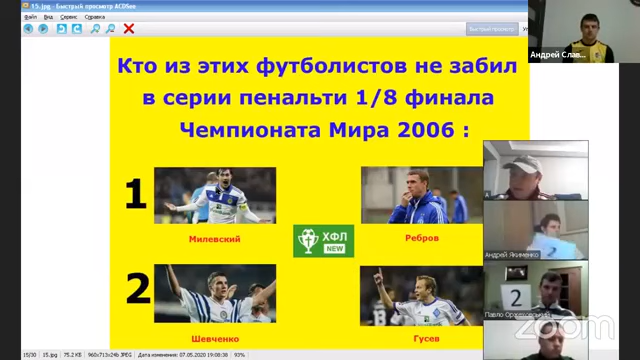 15.jpg - Быстрый просмотр ACDSee
Файл Вид Сервис Справка
Быстрый просмотр
Андрей Слав...
Кто из этих футболистов не забил
в серии пенальти 1/8 финала
Чемпионата Мира 2006 :
1
Милевский
Ребров
ХФЛ
NEW
2
Шевченко
Гусев
Андрей Якименко
2
zoom
15/30 15.jpg 75.2 KB 960x713x24b JPEG Дата изменения: 07.05.2020 19:08:38 93%